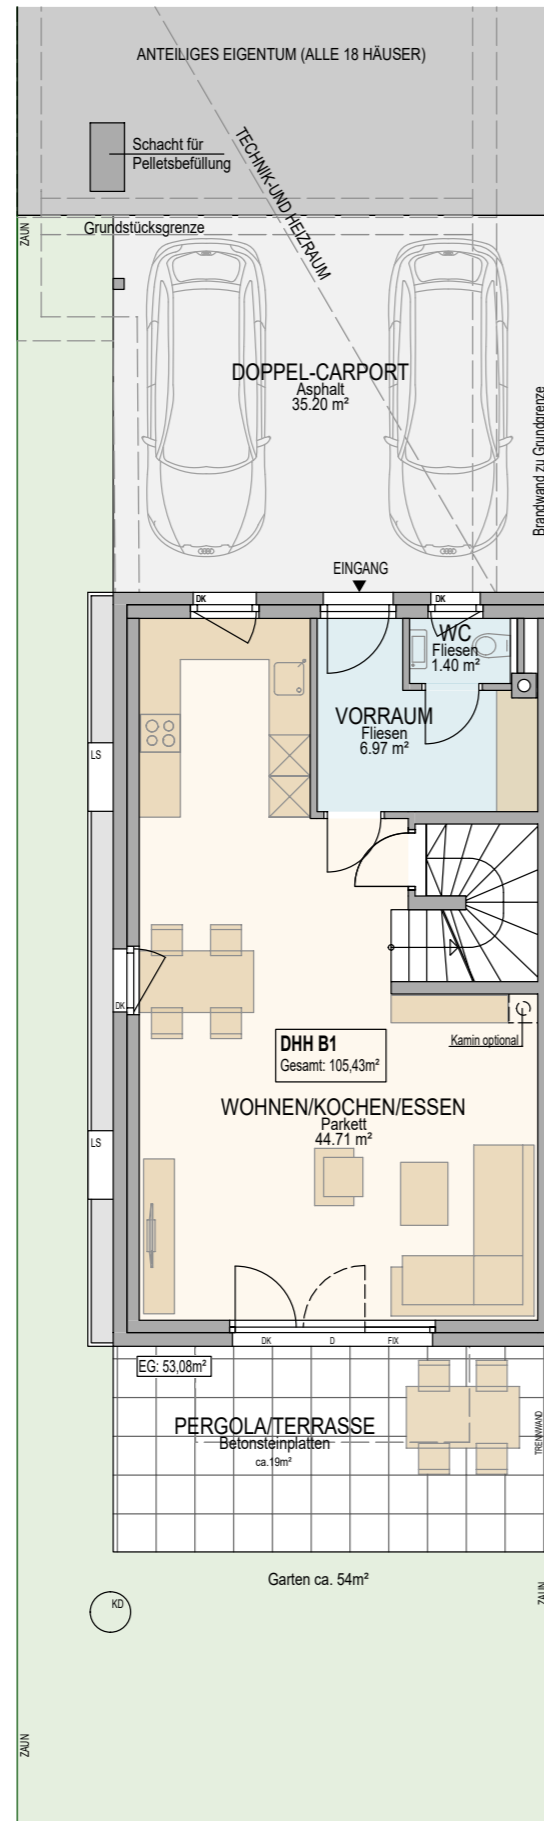 ANTEILIGES EIGENTUM (ALLE 18 HÄUSER)
Schacht für
Pelletsbefüllung
TECHNIK-UND HEIZRAUM
ZAUN
Grundstücksgrenze
DOPPEL-CARPORT
Asphalt
35.20 m²
Brandwand zu Grundgrenze
EINGANG
DK
DK
WC
Fliesen
1.40 m²
VORRAUM
Fliesen
6.97 m²
LS
DK
Kamin optional
DHH B1
Gesamt: 105,43m²
WOHNEN/KOCHEN/ESSEN
Parkett
44.71 m²
LS
DK
D
FIX
EG: 53,08m²
PERGOLA/TERRASSE
Betonsteinplatten
ca.19m²
TRENNWAND
Garten ca. 54m²
ZAUN
KD
ZAUN